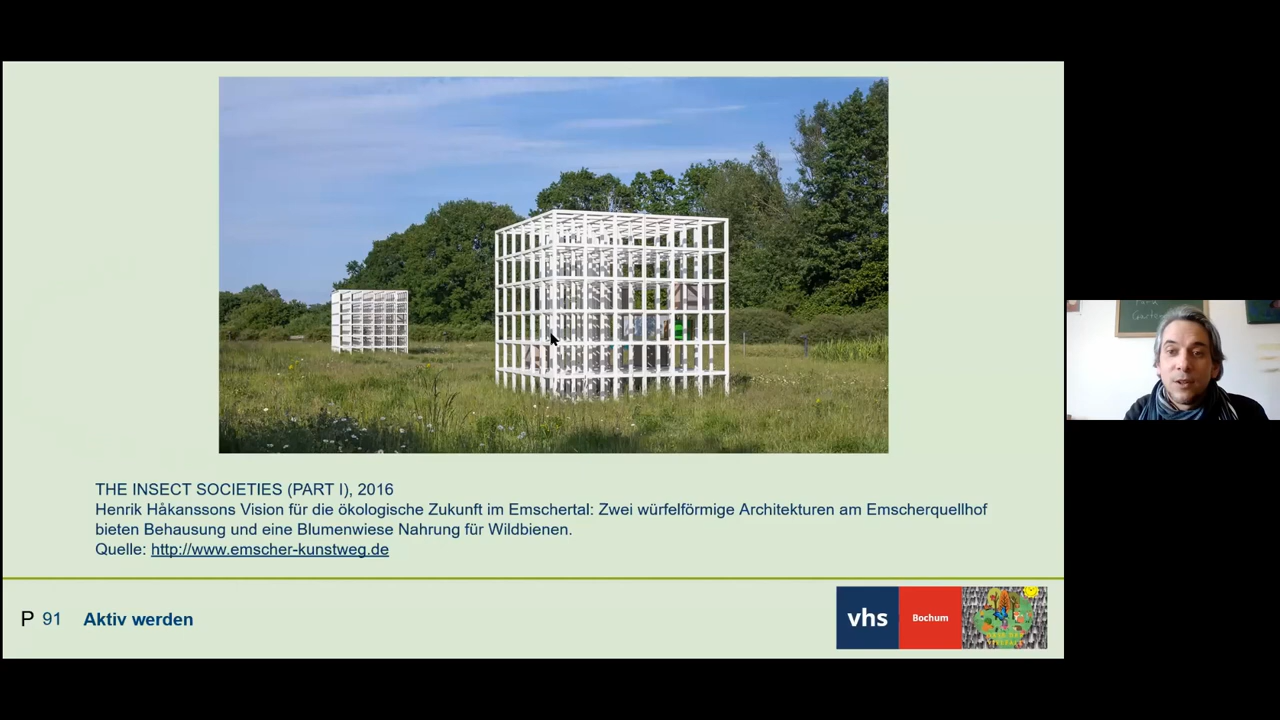 THE INSECT SOCIETIES (PART I), 2016
Henrik Håkanssons Vision für die ökologische Zukunft im Emschertal: Zwei würfelförmige Architekturen am Emscherquellhof
bieten Behausung und eine Blumenwiese Nahrung für Wildbienen.
Quelle: http://www.emscher-kunstweg.de
P 91 Aktiv werden
vhs Bochum